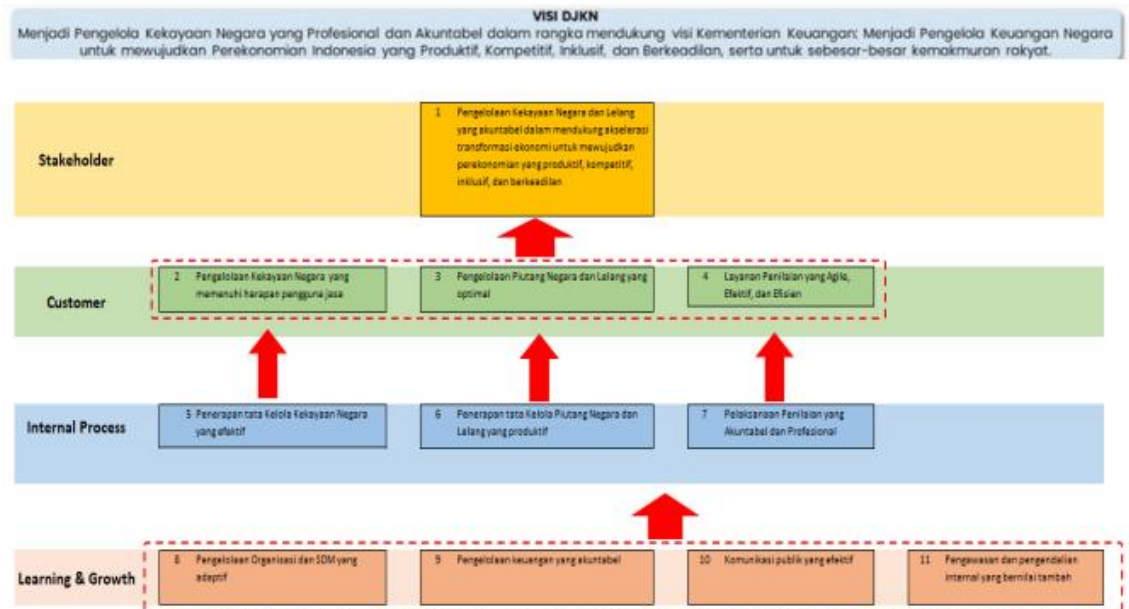 VISI DJKN
Menjadi Pengelola Kekayaan Negara yang Profesional dan Akuntabel dalam rangka mendukung visi Kementerian Keuangan: Menjadi Pengelola Keuangan Negara
untuk mewujudkan Perekonomian Indonesia yang Produktif, Kompetitif, Inklusif, dan Berkeadilan, serta untuk sebesar-besar kemakmuran rakyat.
Stakeholder
1 Pengelolaan Kekayaan Negara dan Lelang
yang akuntabel dalam mendukung akselerasi
transformasi ekonomi untuk mewujudkan
perekonomian yang produktif, kompetitif,
inklusif, dan berkeadilan
Customer
2 Pengelolaan Kekayaan Negara yang
memenuhi harapan pengguna jasa
3 Pengelolaan Piutang Negara dan Lelang yang
optimal
4 Layanan Penilaian yang Agile,
Efektif, dan Efisien
Internal Process
5 Penerapan tata Kelola Kekayaan Negara
yang efektif
6 Penerapan tata Kelola Piutang Negara dan
Lelang yang produktif
7 Pelaksanaan Penilaian yang
Akuntabel dan Profesional
Learning & Growth
8 Pengelolaan Organisasi dan SDM yang
adaptif
9 Pengelolaan keuangan yang akuntabel
10 Komunikasi publik yang efektif
11 Pengawasan dan pengendalian
internal yang bernilai tambah